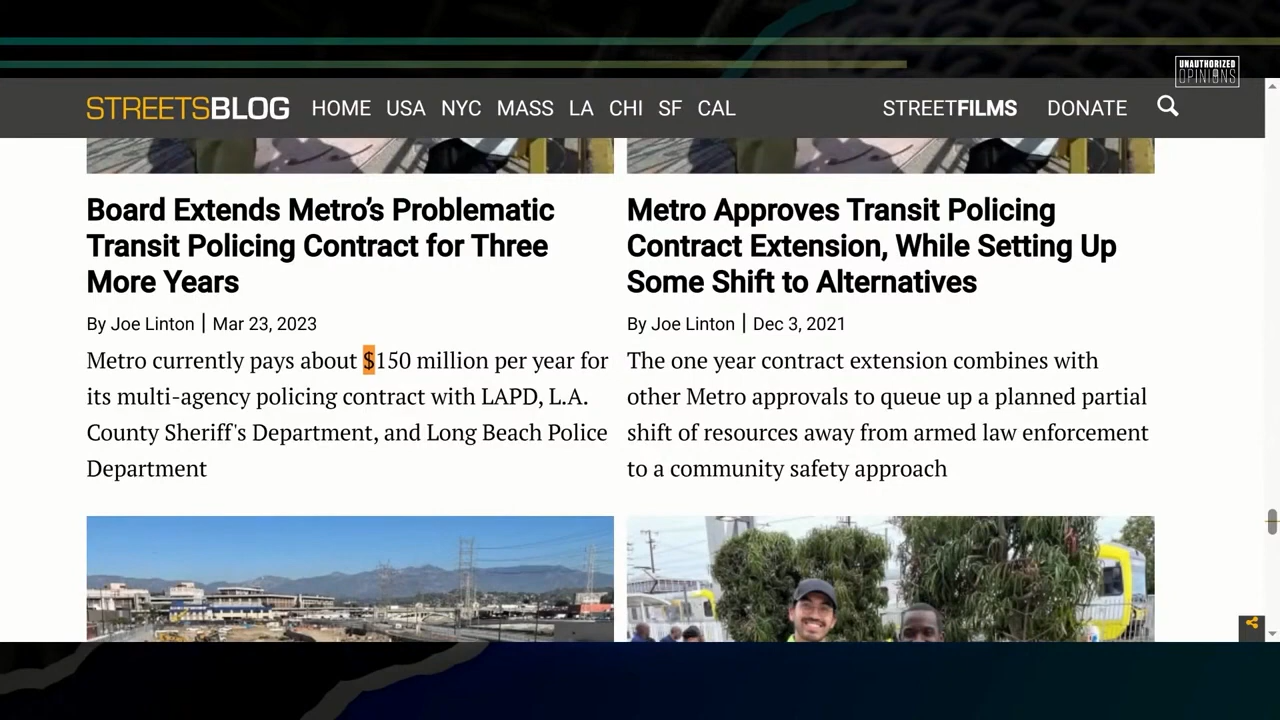 UNAUTHORIZED
OPINIONS
STREETSBLOG HOME USA NYC MASS LA CHI SF CAL STREETFILMS DONATE
Board Extends Metro’s Problematic
Transit Policing Contract for Three
More Years
By Joe Linton | Mar 23, 2023
Metro currently pays about $150 million per year for
its multi-agency policing contract with LAPD, L.A.
County Sheriff's Department, and Long Beach Police
Department
Metro Approves Transit Policing
Contract Extension, While Setting Up
Some Shift to Alternatives
By Joe Linton | Dec 3, 2021
The one year contract extension combines with
other Metro approvals to queue up a planned partial
shift of resources away from armed law enforcement
to a community safety approach